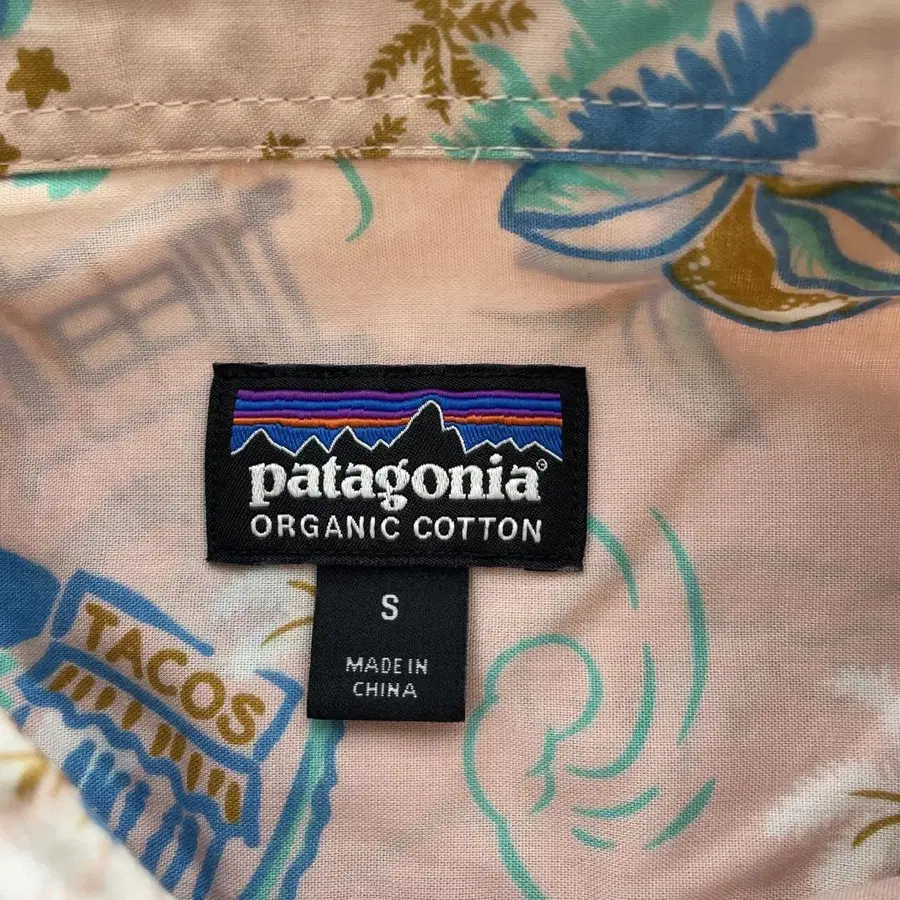 patagonia®
ORGANIC COTTON
S
MADE IN
CHINA
TACOS